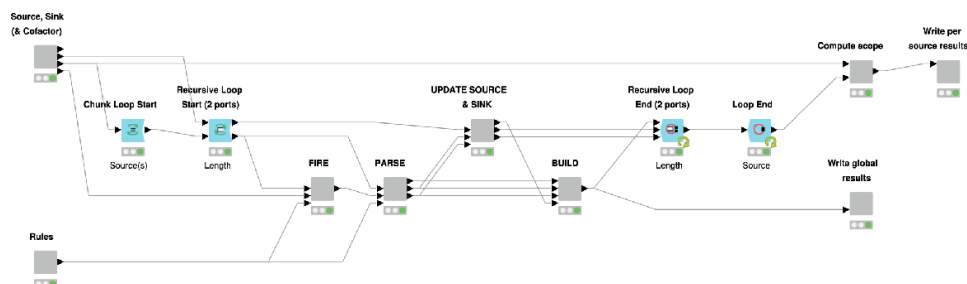 Source, Sink
(& Cofactor)
Write per
source results
Compute scope
Chunk Loop Start
Recursive Loop
Start (2 ports)
UPDATE SOURCE
& SINK
Recursive Loop
End (2 ports)
Loop End
Source(s)
Length
FIRE
PARSE
BUILD
Length
Source
Write global
results
Rules